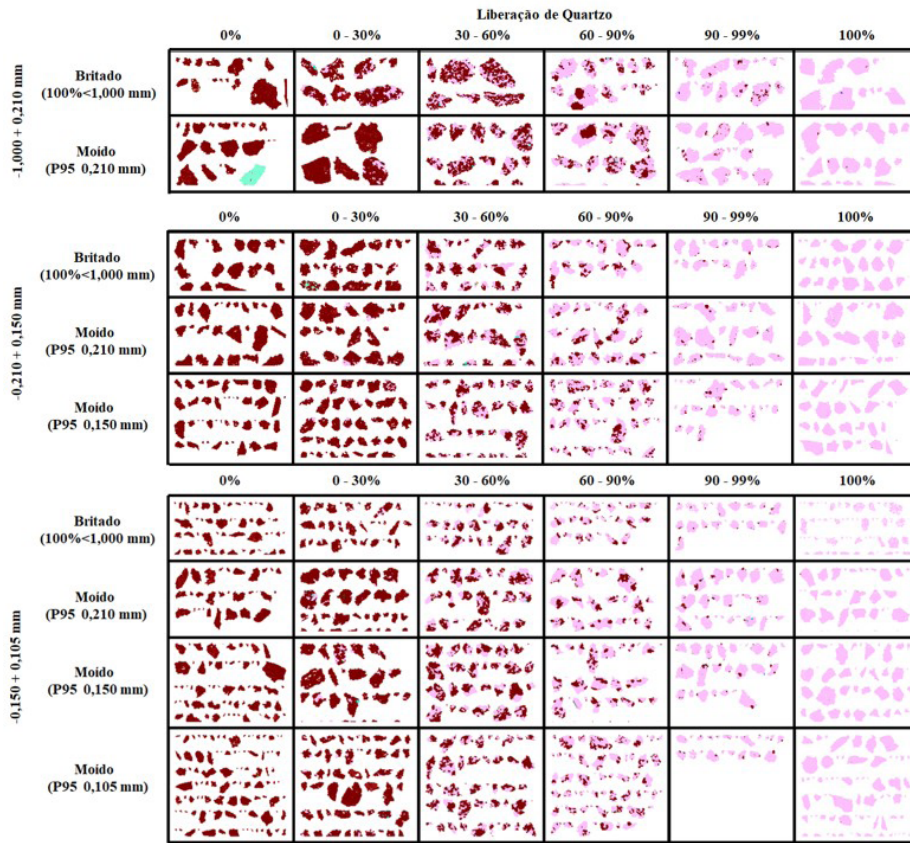 Liberação de Quartzo
0% 0 - 30% 30 - 60% 60 - 90% 90 - 99% 100%
-1,000 + 0,210 mm
Britado
(100%<1,000 mm)
Moído
(P95 0,210 mm)
0% 0 - 30% 30 - 60% 60 - 90% 90 - 99% 100%
-0,210 + 0,150 mm
Britado
(100%<1,000 mm)
Moído
(P95 0,210 mm)
Moído
(P95 0,150 mm)
0% 0 - 30% 30 - 60% 60 - 90% 90 - 99% 100%
-0,150 + 0,105 mm
Britado
(100%<1,000 mm)
Moído
(P95 0,210 mm)
Moído
(P95 0,150 mm)
Moído
(P95 0,105 mm)